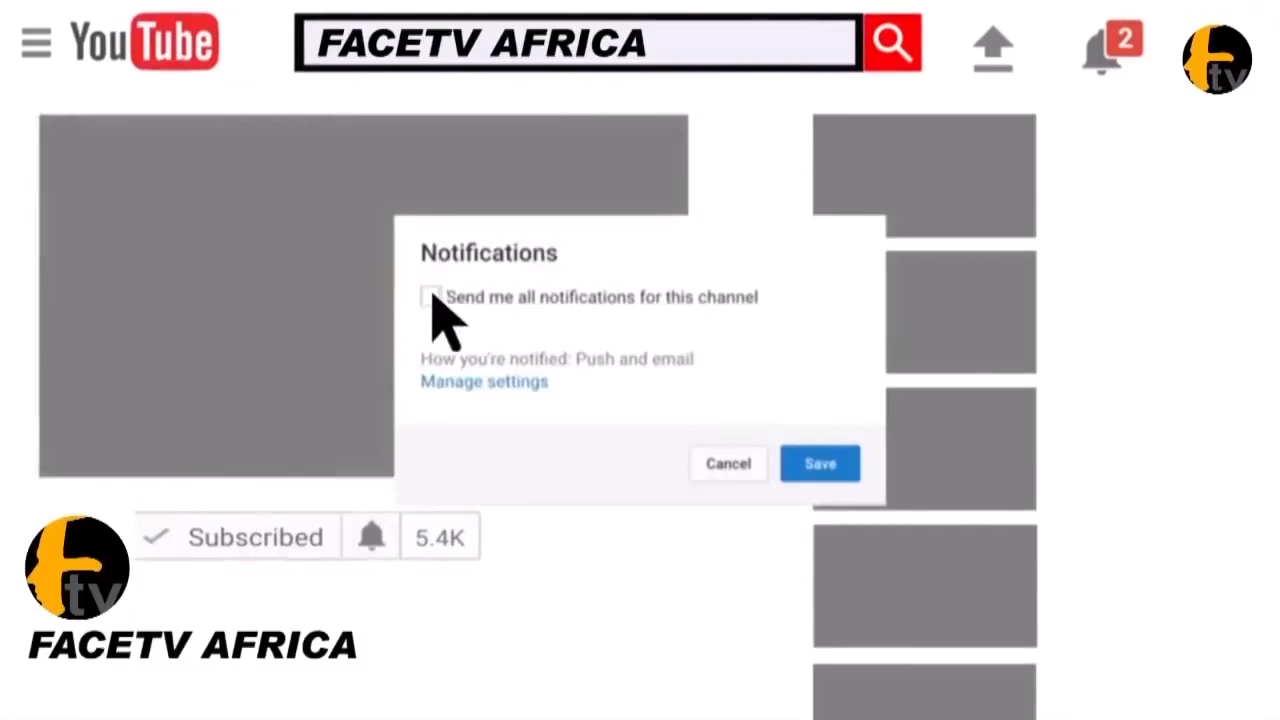 YouTube
FACETV AFRICA
2
tv
Notifications
Send me all notifications for this channel
How you're notified: Push and email
Manage settings
Cancel
Save
Subscribed
5.4K
tv
FACETV AFRICA